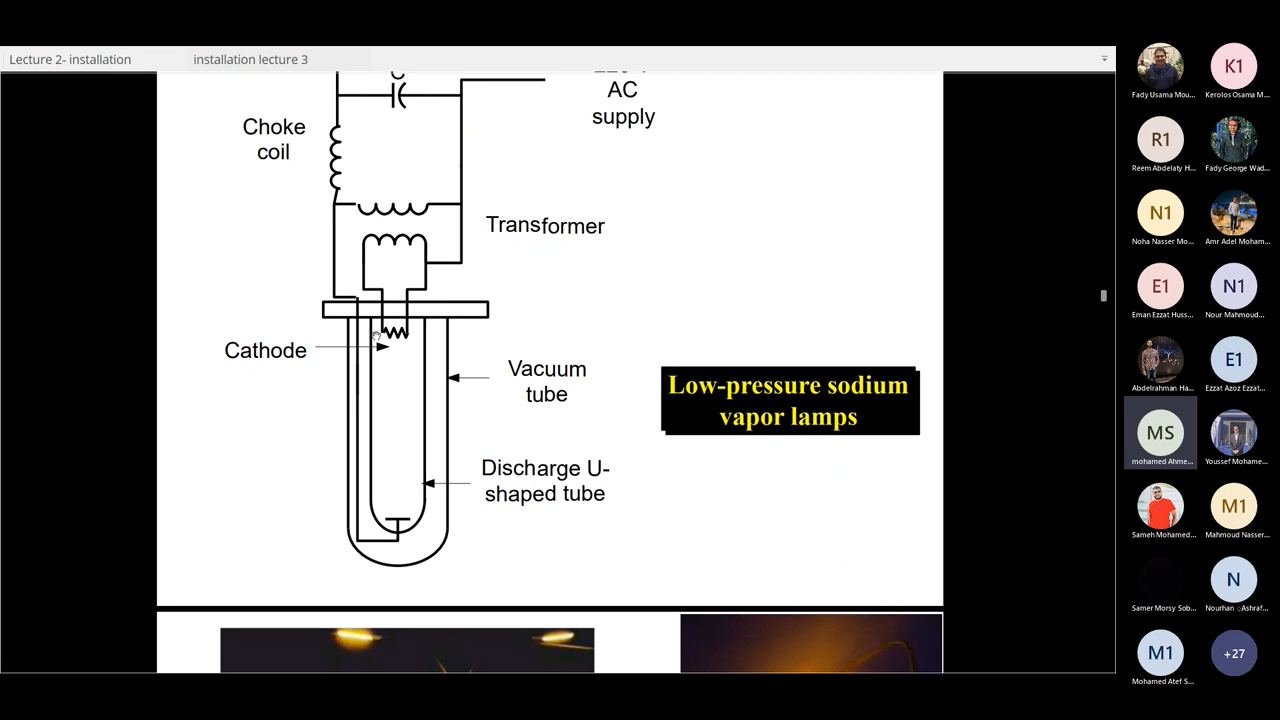 Lecture 2- installation
installation lecture 3
C
AC
supply
Choke
coil
Transformer
Cathode
Vacuum
tube
Discharge U-
shaped tube
Low-pressure sodium
vapor lamps
Fady Usama Mou...
K1
Kerolos Osama M...
R1
Reem Abdelaty H...
Fady George Wad...
N1
Noha Nasser Mo...
Amr Adel Moham...
E1
Eman Ezzat Huss...
N1
Nour Mahmoud...
Abdelrahman Ha...
E1
Ezzat Azoz Ezzat...
MS
mohamed Ahme...
Youssef Mohame...
Sameh Mohamed...
M1
Mahmoud Nasser...
Samer Morsy Sob...
N
Nourhan ♢Ashraf...
M1
Mohamed Atef S...
+27